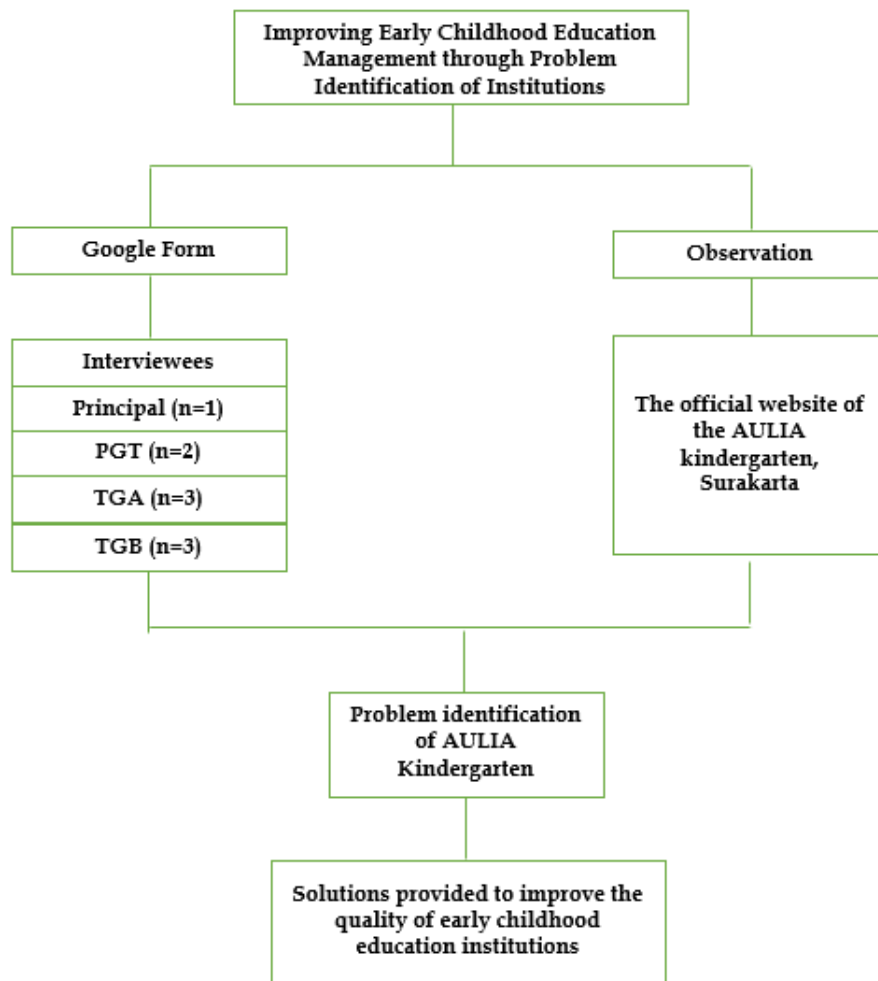 Improving Early Childhood Education
Management through Problem
Identification of Institutions
Google Form
Observation
Interviewees
Principal (n=1)
PGT (n=2)
TGA (n=3)
TGB (n=3)
The official website of
the AULIA
kindergarten,
Surakarta
Problem identification
of AULIA
Kindergarten
Solutions provided to improve the
quality of early childhood
education institutions